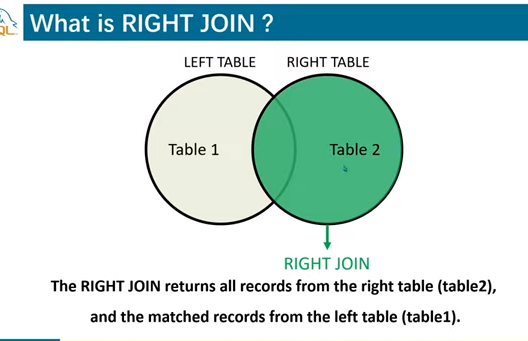 What is RIGHT JOIN ?
LEFT TABLE RIGHT TABLE
Table 1 Table 2
RIGHT JOIN
The RIGHT JOIN returns all records from the right table (table2),
and the matched records from the left table (table1).